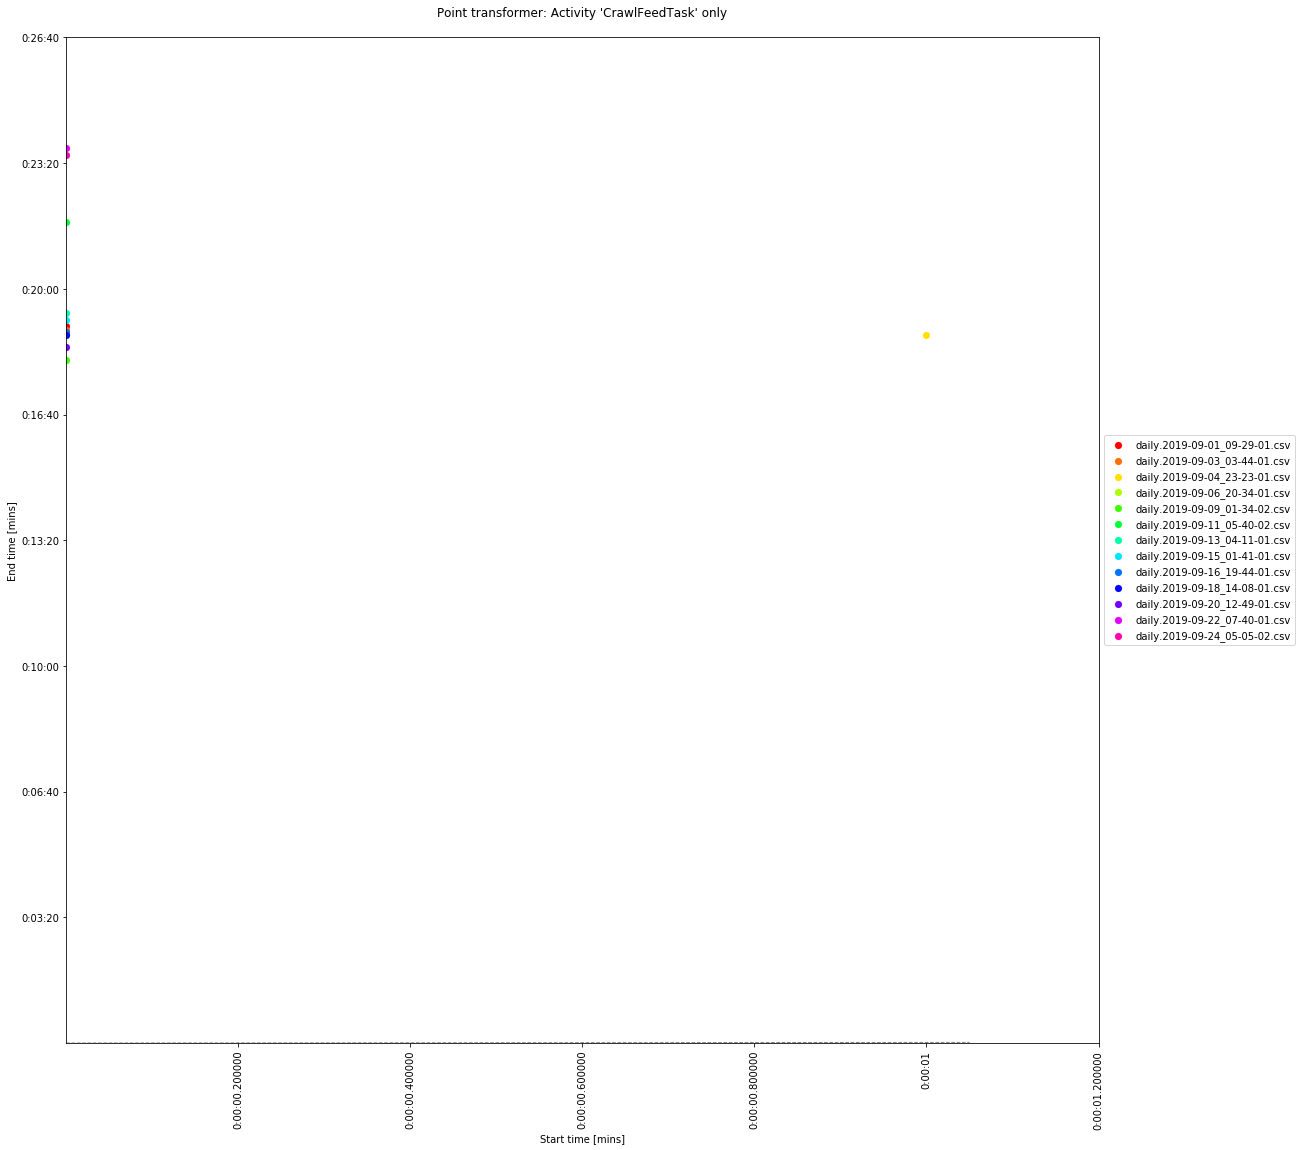 Point transformer: Activity 'CrawlFeedTask' only
0:26:40
0:23:20
0:20:00
0:16:40
0:13:20
0:10:00
0:06:40
0:03:20
End time [mins]
0:00:00.200000
0:00:00.400000
0:00:00.600000
0:00:00.800000
0:00:01
0:00:01.200000
Start time [mins]
daily.2019-09-01_09-29-01.csv
daily.2019-09-03_03-44-01.csv
daily.2019-09-04_23-23-01.csv
daily.2019-09-06_20-34-01.csv
daily.2019-09-09_01-34-02.csv
daily.2019-09-11_05-40-02.csv
daily.2019-09-13_04-11-01.csv
daily.2019-09-15_01-41-01.csv
daily.2019-09-16_19-44-01.csv
daily.2019-09-18_14-08-01.csv
daily.2019-09-20_12-49-01.csv
daily.2019-09-22_07-40-01.csv
daily.2019-09-24_05-05-02.csv